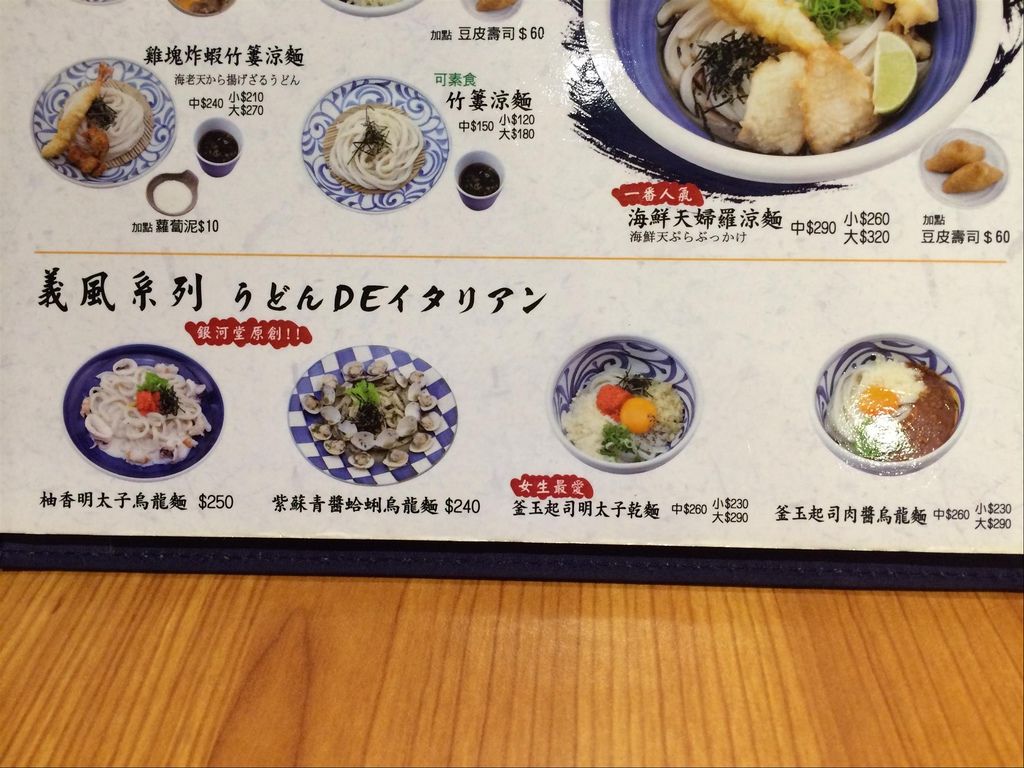 加點 豆皮壽司 $60
雞塊炸蝦竹簍涼麵
海老天から揚げざるうどん
中$240 小$210
大$270
可素食
竹簍涼麵
中$150 小$120
大$180
加點 蘿蔔泥$10
一番人氣
海鮮天婦羅涼麵 中$290 小$260
海鮮天ぷらぶっかけ 大$320
加點
豆皮壽司 $60
義風系列 うどんDEイタリアン
銀河堂原創!!
柚香明太子烏龍麵 $250
紫蘇青醬蛤蜊烏龍麵 $240
女生最愛
釜玉起司明太子乾麵 中$260 小$230
大$290
釜玉起司肉醬烏龍麵 中$260 小$230
大$290